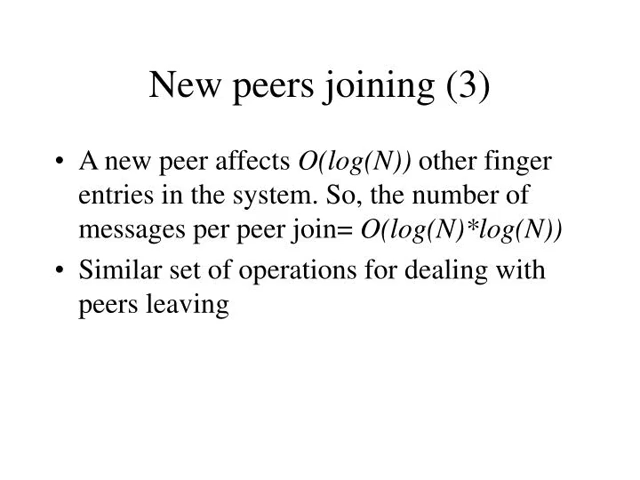 New peers joining (3)
• A new peer affects O(log(N)) other finger
entries in the system. So, the number of
messages per peer join= O(log(N)*log(N))
• Similar set of operations for dealing with
peers leaving